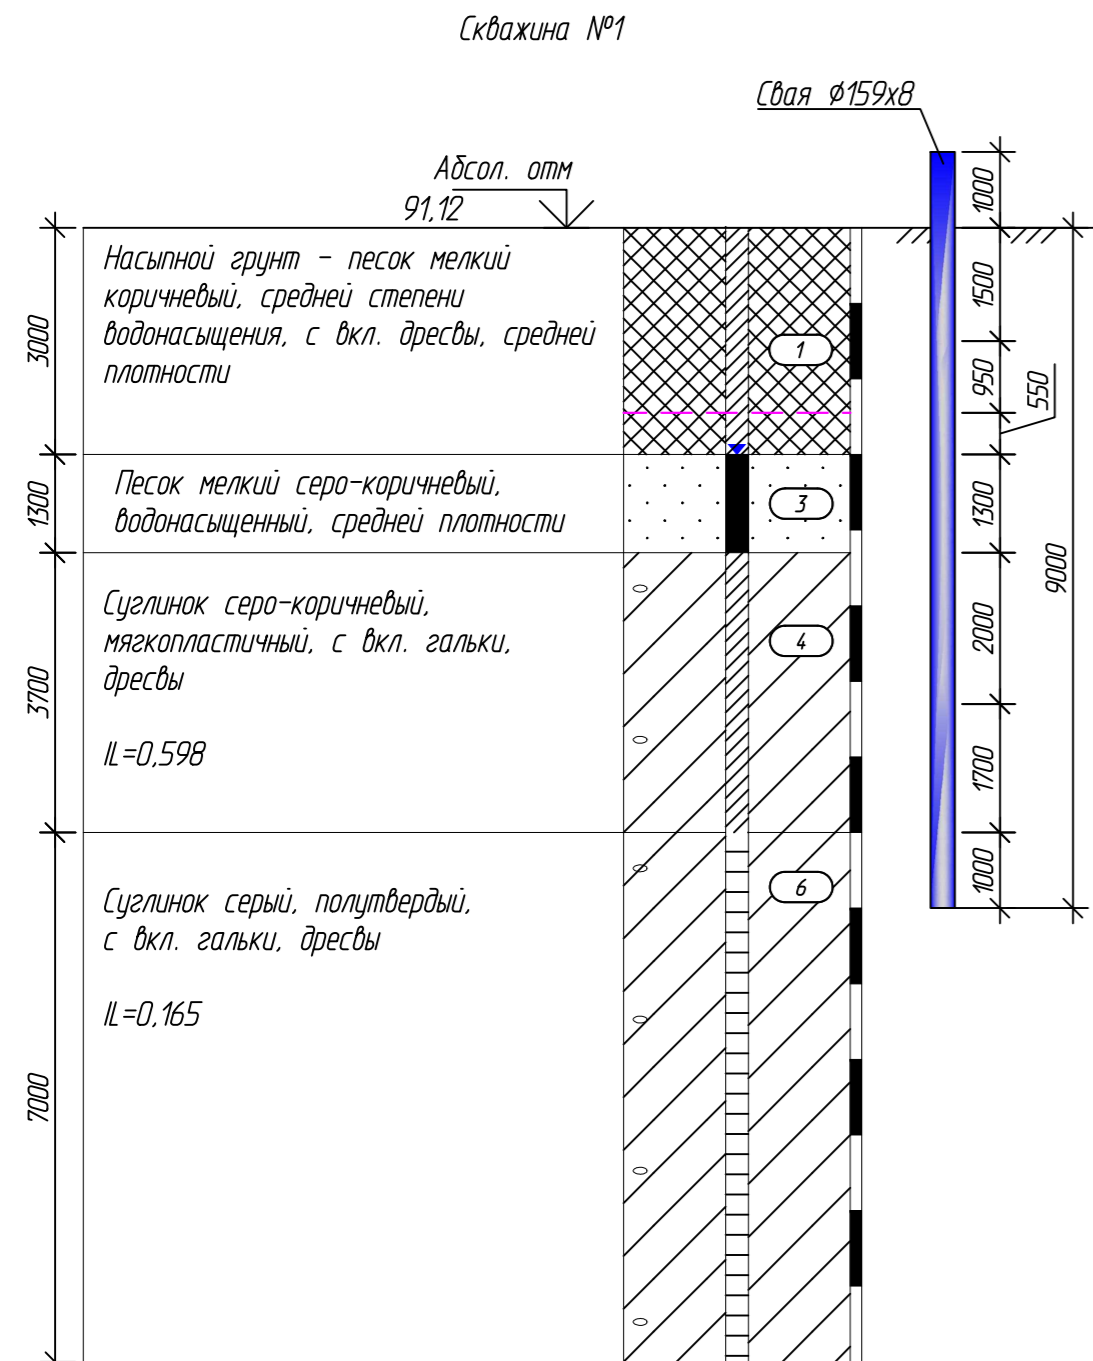 Скважина №1
Свая ϕ159x8
Абсол. отм
91,12
Насыпной грунт - песок мелкий
коричневый, средней степени
водонасыщения, с вкл. дресвы, средней
плотности
3000
1
Песок мелкий серо-коричневый,
водонасыщенный, средней плотности
1300
3
Суглинок серо-коричневый,
мягкопластичный, с вкл. гальки,
дресвы
IL=0,598
3700
4
Суглинок серый, полутвердый,
с вкл. гальки, дресвы
IL=0,165
7000
6
1000
1500
950
550
1300
2000
1700
1000
9000